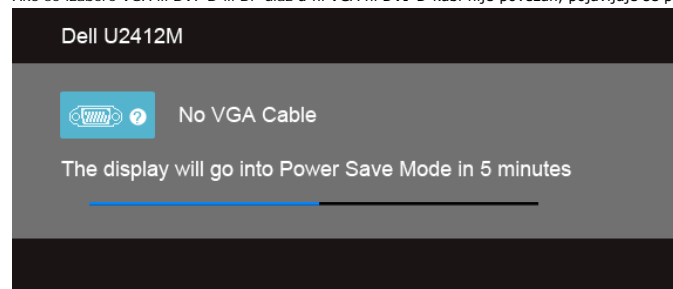 Dell U2412M
No VGA Cable
The display will go into Power Save Mode in 5 minutes